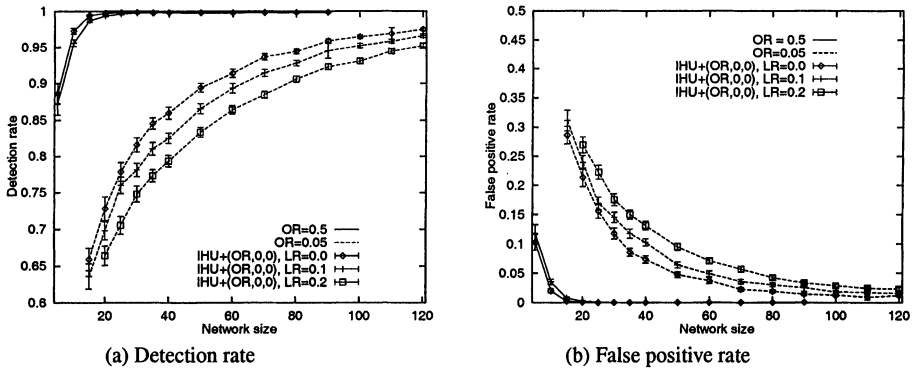 1
0.95
0.9
0.85
0.8
0.75
0.7
0.65
0.6
Detection rate
20 40 60 80 100 120
Network size
OR=0.5
OR=0.05
IHU+(OR,0,0), LR=0.0
IHU+(OR,0,0), LR=0.1
IHU+(OR,0,0), LR=0.2
(a) Detection rate
0.5
0.45
0.4
0.35
0.3
0.25
0.2
0.15
0.1
0.05
0
False positive rate
20 40 60 80 100 120
Network size
OR = 0.5
OR=0.05
IHU+(OR,0,0), LR=0.0
IHU+(OR,0,0), LR=0.1
IHU+(OR,0,0), LR=0.2
(b) False positive rate